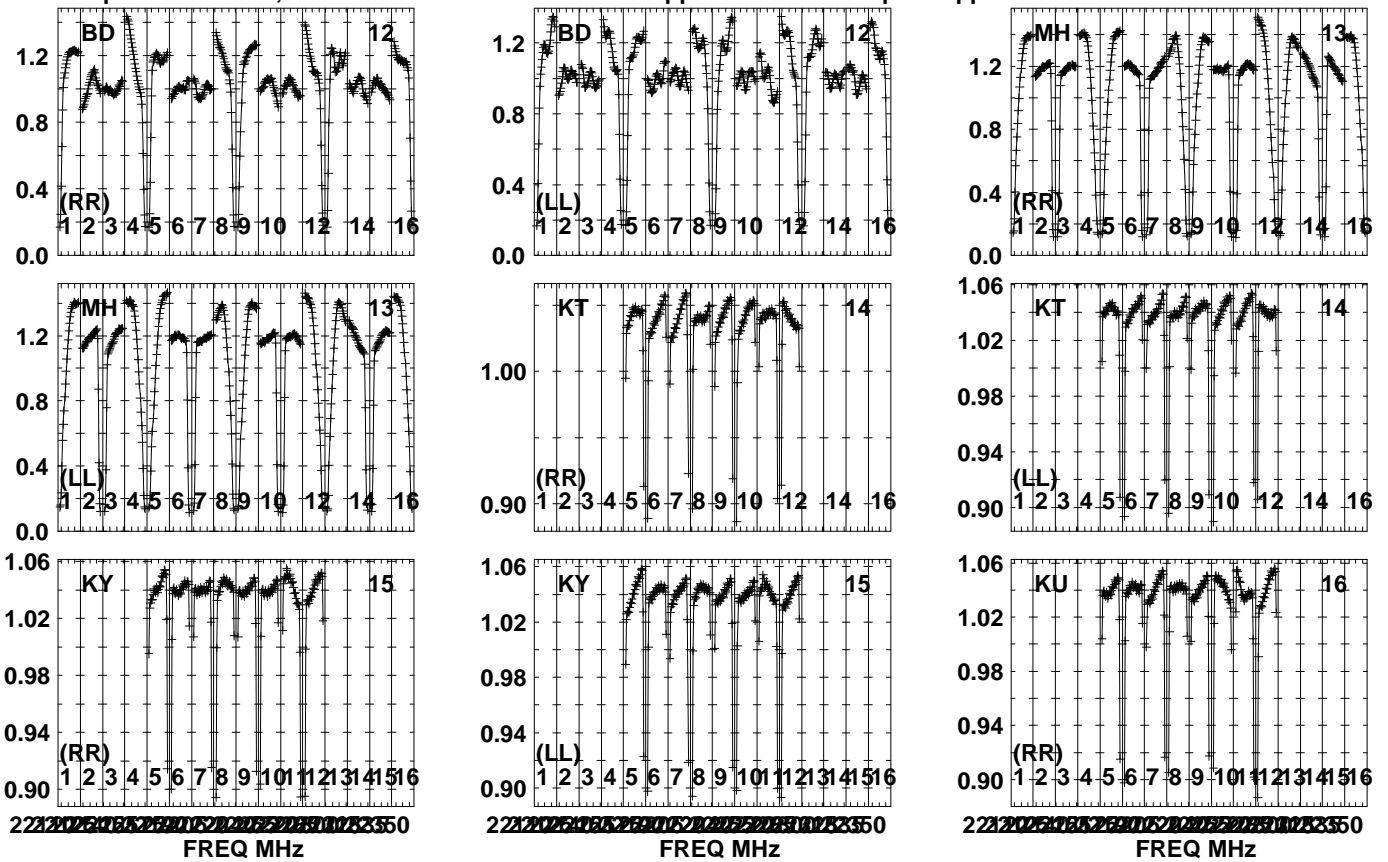 BD 12
1.2
0.8
0.4
0.0
(RR)
1 2 3 4 5 6 7 8 9 10 12 14 16
BD 12
1.2
0.8
0.4
0.0
(LL)
1 2 3 4 5 6 7 8 9 10 12 14 16
MH 13
1.2
0.8
0.4
0.0
(RR)
1 2 3 4 5 6 7 8 9 10 12 14 16
MH 13
1.2
0.8
0.4
0.0
(LL)
1 2 3 4 5 6 7 8 9 10 12 14 16
KT 14
1.00
0.90
(RR)
1 2 3 4 5 6 7 8 9 10 12 14 16
KT 14
1.06
1.02
0.98
0.94
0.90
(LL)
1 2 3 4 5 6 7 8 9 10 12 14 16
KY 15
1.06
1.02
0.98
0.94
0.90
(RR)
1 2 3 4 5 6 7 8 9 10 11 12 13 14 15 16
FREQ MHz
KY 15
1.06
1.02
0.98
0.94
0.90
(LL)
1 2 3 4 5 6 7 8 9 10 11 12 13 14 15 16
FREQ MHz
KU 16
1.06
1.02
0.98
0.94
0.90
(RR)
1 2 3 4 5 6 7 8 9 10 11 12 13 14 15 16
FREQ MHz